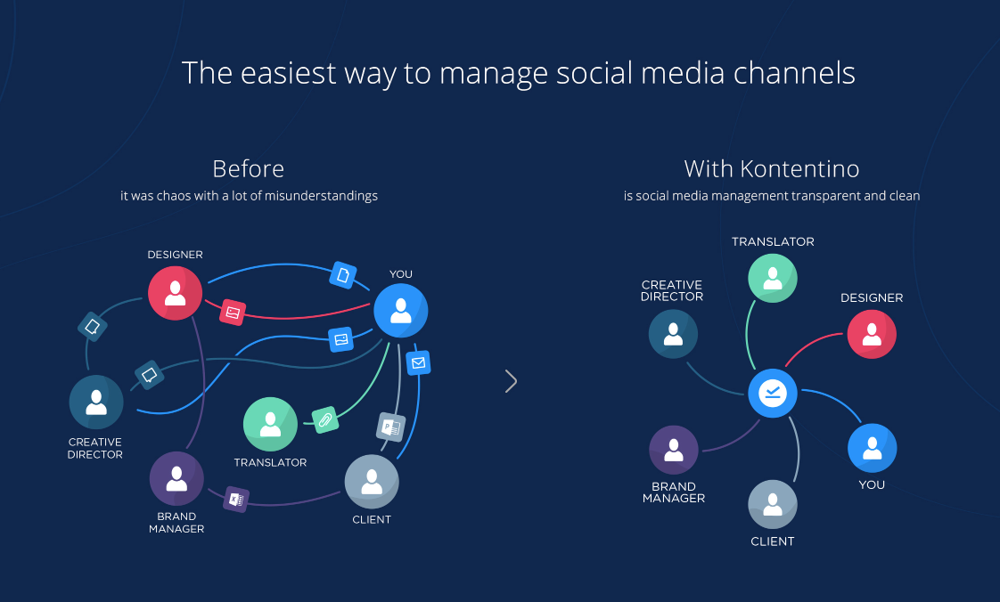 The easiest way to manage social media channels
Before
it was chaos with a lot of misunderstandings
DESIGNER
YOU
CREATIVE
DIRECTOR
TRANSLATOR
BRAND
MANAGER
CLIENT
With Kontentino
is social media management transparent and clean
TRANSLATOR
CREATIVE
DIRECTOR
DESIGNER
BRAND
MANAGER
YOU
CLIENT